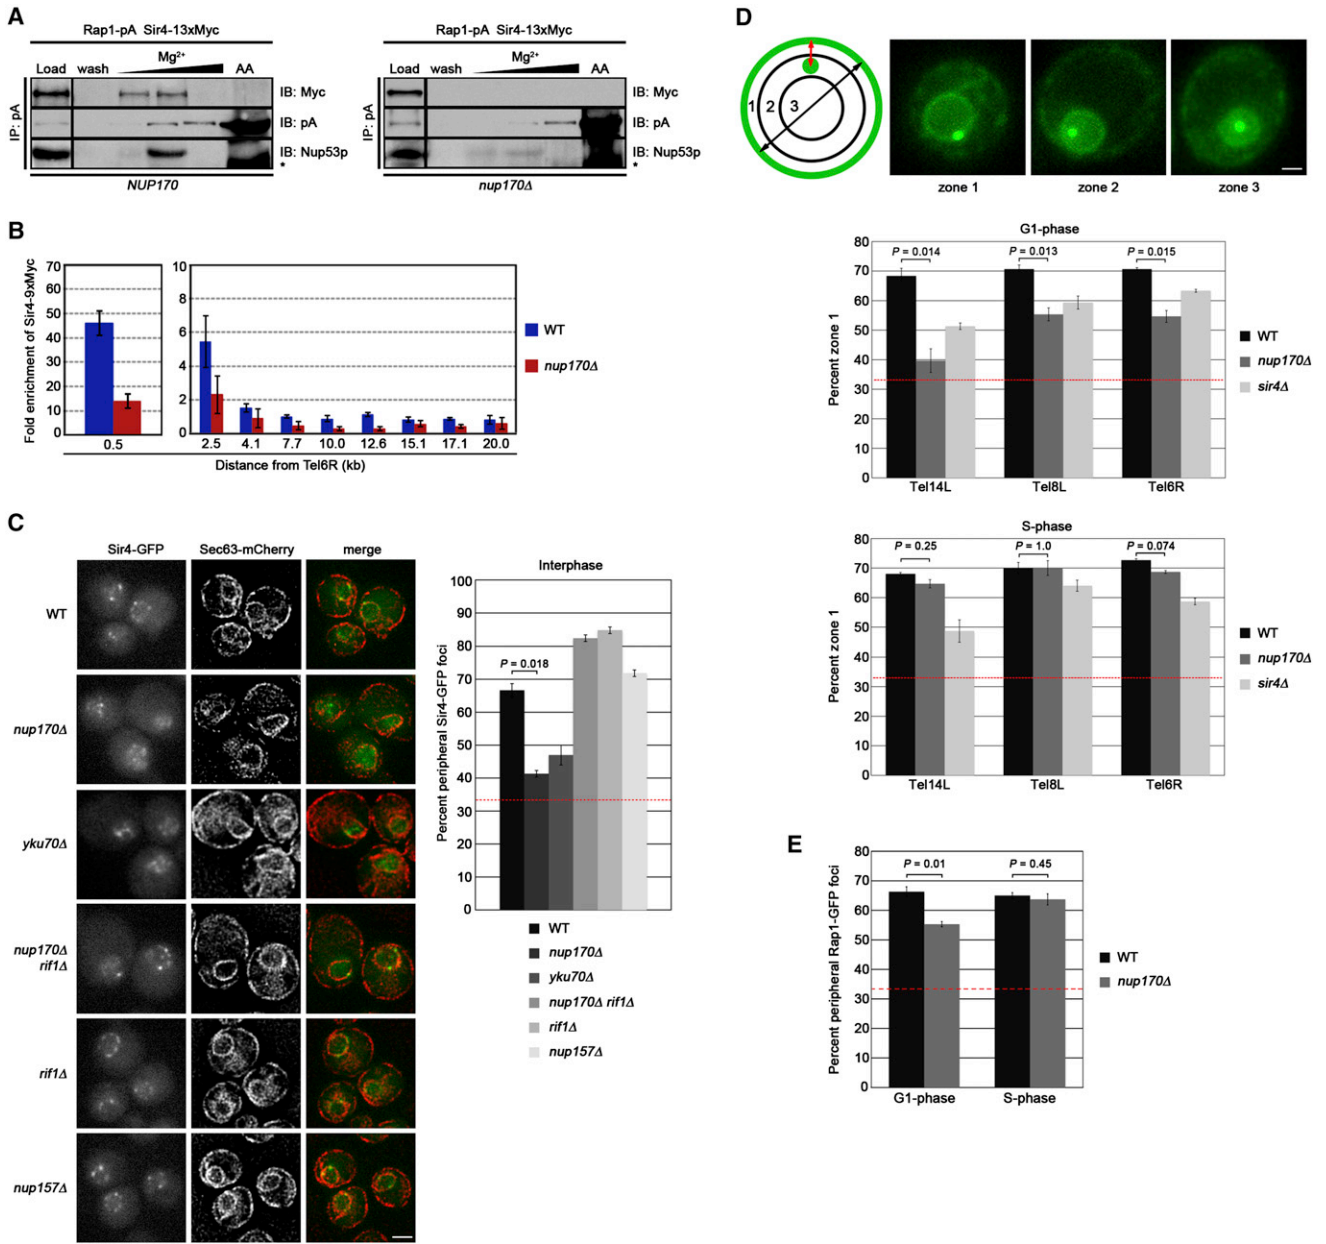 A
Rap1-pA Sir4-13xMyc
Mg2+
Load wash AA
IP: pA
IB: Myc
IB: pA
IB: Nup53p
*
NUP170
Rap1-pA Sir4-13xMyc
Mg2+
Load wash AA
IP: pA
IB: Myc
IB: pA
IB: Nup53p
*
nup170Δ
B
Fold enrichment of Sir4-9xMyc
70
60
50
40
30
20
10
0
0.5
10
8
6
4
2
0
2.5 4.1 7.7 10.0 12.6 15.1 17.1 20.0
Distance from Tel6R (kb)
WT
nup170Δ
C
Sir4-GFP Sec63-mCherry merge
WT
nup170Δ
yku70Δ
nup170Δ
rif1Δ
rif1Δ
nup157Δ
Interphase
Percent peripheral Sir4-GFP foci
100
90
80
70
60
50
40
30
20
10
0
P = 0.018
WT
nup170Δ
yku70Δ
nup170Δ rif1Δ
rif1Δ
nup157Δ
D
1 2 3
zone 1 zone 2 zone 3
G1-phase
Percent zone 1
80
70
60
50
40
30
20
10
0
P = 0.014 P = 0.013 P = 0.015
Tel14L Tel8L Tel6R
WT
nup170Δ
sir4Δ
S-phase
Percent zone 1
80
70
60
50
40
30
20
10
0
P = 0.25 P = 1.0 P = 0.074
Tel14L Tel8L Tel6R
WT
nup170Δ
sir4Δ
E
Percent peripheral Rap1-GFP foci
80
70
60
50
40
30
20
10
0
P = 0.01 P = 0.45
G1-phase S-phase
WT
nup170Δ